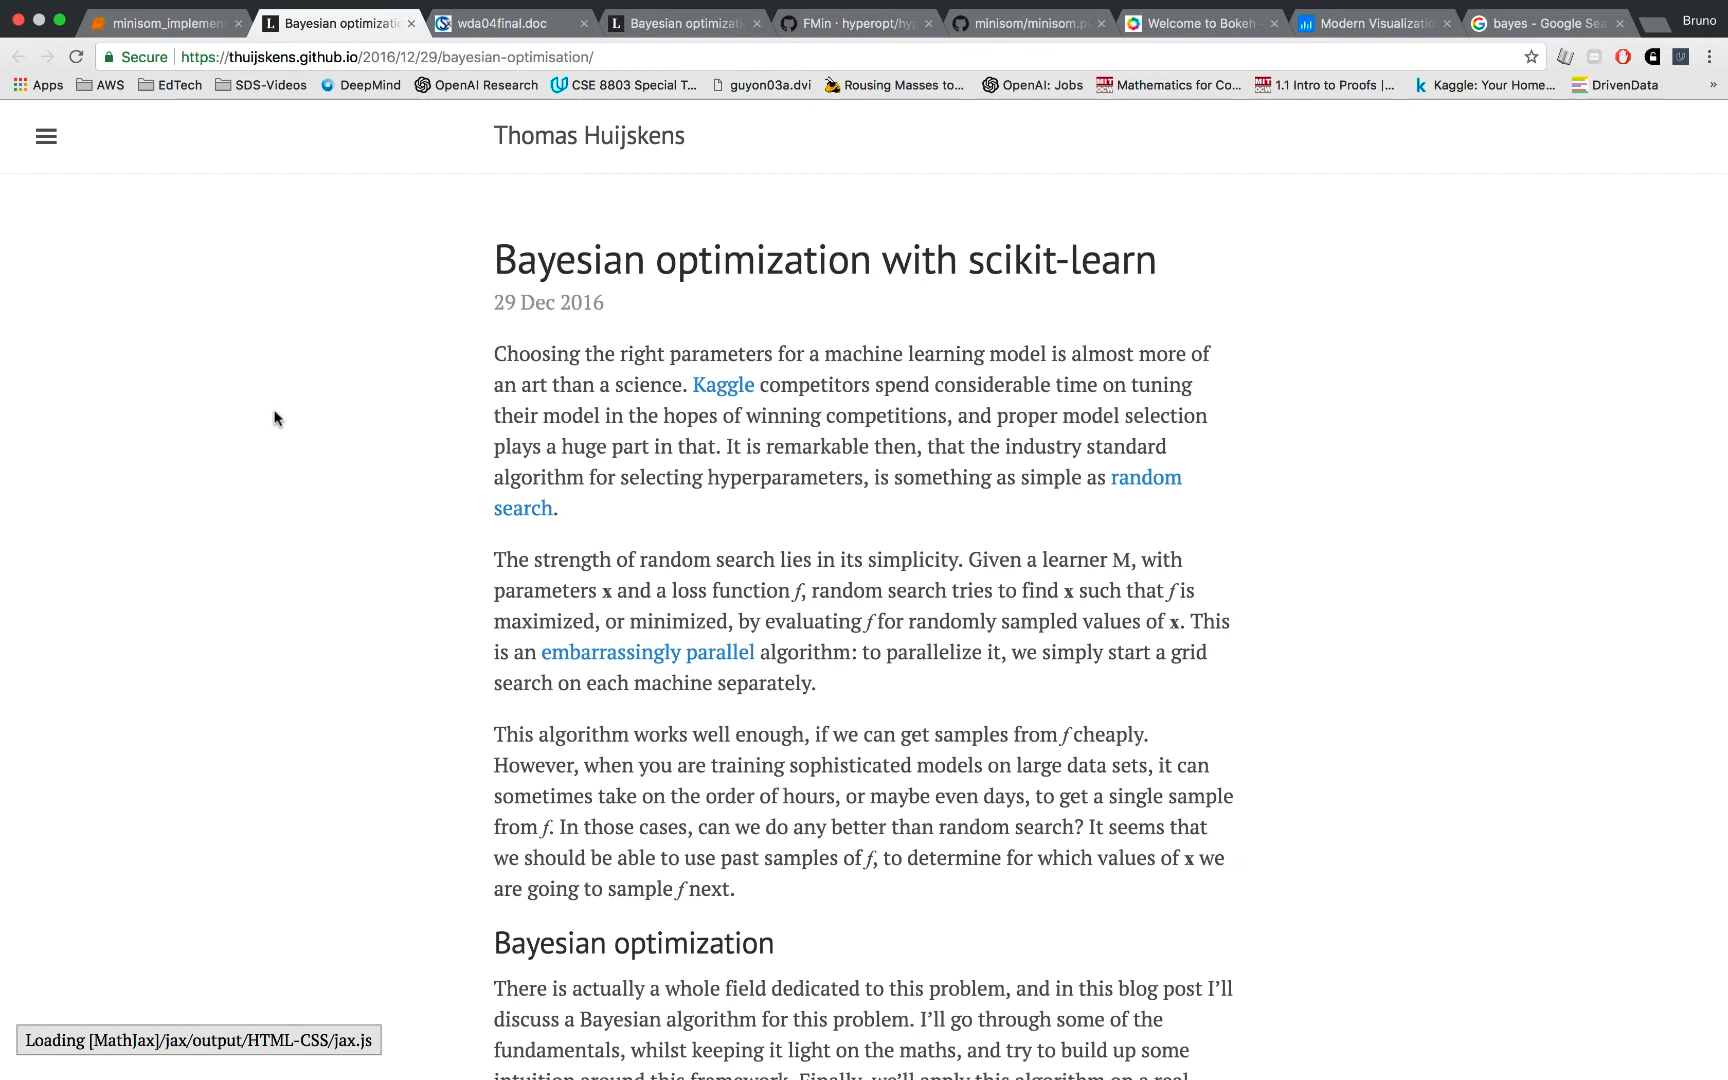 minisom_implemen
Bayesian optimizatio
wda04final.doc
Bayesian optimizati
FMin · hyperopt/hyp
minisom/minisom.py
Welcome to Bokeh
Modern Visualizatio
bayes - Google Sea
Bruno
Secure
https://thuijskens.github.io/2016/12/29/bayesian-optimisation/
Apps
AWS
EdTech
SDS-Videos
DeepMind
OpenAI Research
CSE 8803 Special T...
guyon03a.dvi
Rousing Masses to...
OpenAI: Jobs
Mathematics for Co...
1.1 Intro to Proofs |...
Kaggle: Your Home...
DrivenData
»
Thomas Huijskens
Bayesian optimization with scikit-learn
29 Dec 2016
Choosing the right parameters for a machine learning model is almost more of
an art than a science. Kaggle competitors spend considerable time on tuning
their model in the hopes of winning competitions, and proper model selection
plays a huge part in that. It is remarkable then, that the industry standard
algorithm for selecting hyperparameters, is something as simple as random
search.
The strength of random search lies in its simplicity. Given a learner M, with
parameters x and a loss function f, random search tries to find x such that f is
maximized, or minimized, by evaluating f for randomly sampled values of x. This
is an embarrassingly parallel algorithm: to parallelize it, we simply start a grid
search on each machine separately.
This algorithm works well enough, if we can get samples from f cheaply.
However, when you are training sophisticated models on large data sets, it can
sometimes take on the order of hours, or maybe even days, to get a single sample
from f. In those cases, can we do any better than random search? It seems that
we should be able to use past samples of f, to determine for which values of x we
are going to sample f next.
Bayesian optimization
There is actually a whole field dedicated to this problem, and in this blog post I'll
discuss a Bayesian algorithm for this problem. I'll go through some of the
fundamentals, whilst keeping it light on the maths, and try to build up some
intuition around this framework. Finally, we'll apply this algorithm on a real
Loading [MathJax]/jax/output/HTML-CSS/jax.js